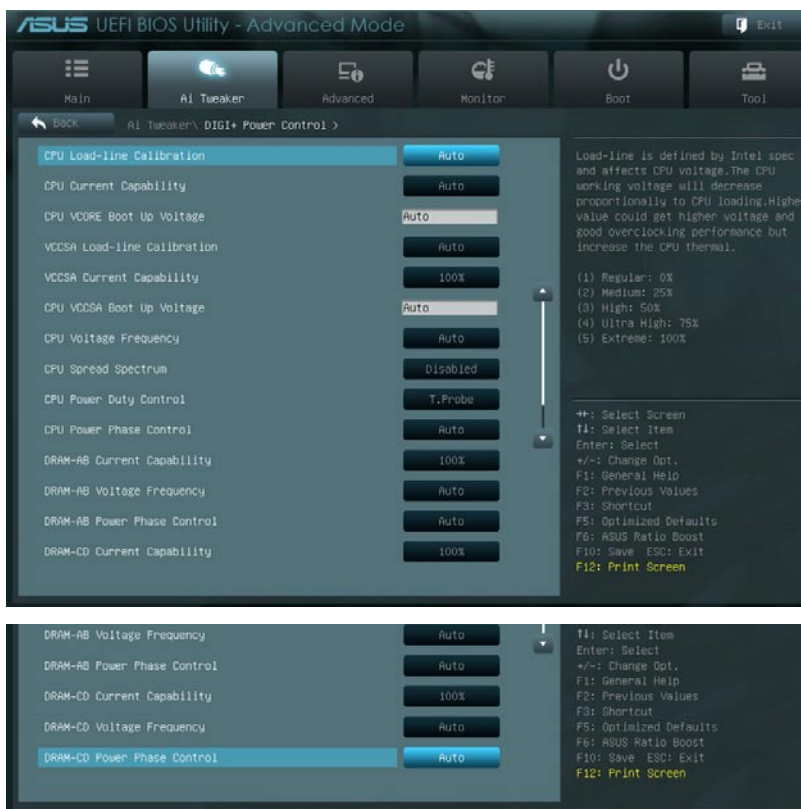 ASUS UEFI BIOS Utility - Advanced Mode
Exit
Main
Ai Tweaker
Advanced
Monitor
Boot
Tool
Back
Ai Tweaker\ DIGI+ Power Control >
CPU Load-line Calibration Auto
CPU Current Capability Auto
CPU VCORE Boot Up Voltage Auto
VCCSA Load-line Calibration Auto
VCCSA Current Capability 100%
CPU VCCSA Boot Up Voltage Auto
CPU Voltage Frequency Auto
CPU Spread Spectrum Disabled
CPU Power Duty Control T.Probe
CPU Power Phase Control Auto
DRAM-AB Current Capability 100%
DRAM-AB Voltage Frequency Auto
DRAM-AB Power Phase Control Auto
DRAM-CD Current Capability 100%
Load-line is defined by Intel spec
and affects CPU voltage.The CPU
working voltage will decrease
proportionally to CPU loading.Highe
value could get higher voltage and
good overclocking performance but
increase the CPU thermal.
(1) Regular: 0%
(2) Medium: 25%
(3) High: 50%
(4) Ultra High: 75%
(5) Extreme: 100%
→←: Select Screen
↑↓: Select Item
Enter: Select
+/-: Change Opt.
F1: General Help
F2: Previous Values
F3: Shortcut
F5: Optimized Defaults
F6: ASUS Ratio Boost
F10: Save ESC: Exit
F12: Print Screen
DRAM-AB Voltage Frequency Auto
DRAM-AB Power Phase Control Auto
DRAM-CD Current Capability 100%
DRAM-CD Voltage Frequency Auto
DRAM-CD Power Phase Control Auto
↑↓: Select Item
Enter: Select
+/-: Change Opt.
F1: General Help
F2: Previous Values
F3: Shortcut
F5: Optimized Defaults
F6: ASUS Ratio Boost
F10: Save ESC: Exit
F12: Print Screen